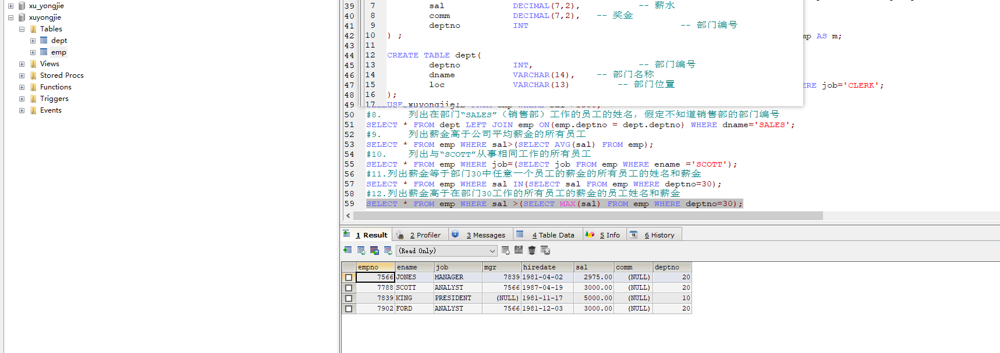 xu_yongjie
xuyongjie
Tables
dept
emp
Views
Stored Procs
Functions
Triggers
Events
39
40
41
42
43
44
45
46
47
48
49
7 sal DECIMAL(7,2), -- 薪水
8 comm DECIMAL(7,2), -- 奖金
9 deptno INT -- 部门编号
10 ) ;
11
12 CREATE TABLE dept(
13 deptno INT, -- 部门编号
14 dname VARCHAR(14), -- 部门名称
15 loc VARCHAR(13) -- 部门位置
16 );
17
mp AS m;
ERE job='CLERK';
50 #8. 列出在部门“SALES”（销售部）工作的员工的姓名，假定不知道销售部的部门编号
51 SELECT * FROM dept LEFT JOIN emp ON(emp.deptno = dept.deptno) WHERE dname='SALES';
52 #9. 列出薪金高于公司平均薪金的所有员工
53 SELECT * FROM emp WHERE sal>(SELECT AVG(sal) FROM emp);
54 #10. 列出与“SCOTT”从事相同工作的所有员工
55 SELECT * FROM emp WHERE job=(SELECT job FROM emp WHERE ename ='SCOTT');
56 #11.列出薪金等于部门30中任意一个员工的薪金的所有员工的姓名和薪金
57 SELECT * FROM emp WHERE sal IN(SELECT sal FROM emp WHERE deptno=30);
58 #12.列出薪金高于在部门30工作的所有员工的薪金的员工姓名和薪金
59 SELECT * FROM emp WHERE sal >(SELECT MAX(sal) FROM emp WHERE deptno=30);
1 Result 2 Profiler 3 Messages 4 Table Data 5 Info 6 History
(Read Only)
empno ename job mgr hiredate sal comm deptno
7566 JONES MANAGER 7839 1981-04-02 2975.00 (NULL) 20
7788 SCOTT ANALYST 7566 1987-04-19 3000.00 (NULL) 20
7839 KING PRESIDENT (NULL) 1981-11-17 5000.00 (NULL) 10
7902 FORD ANALYST 7566 1981-12-03 3000.00 (NULL) 20